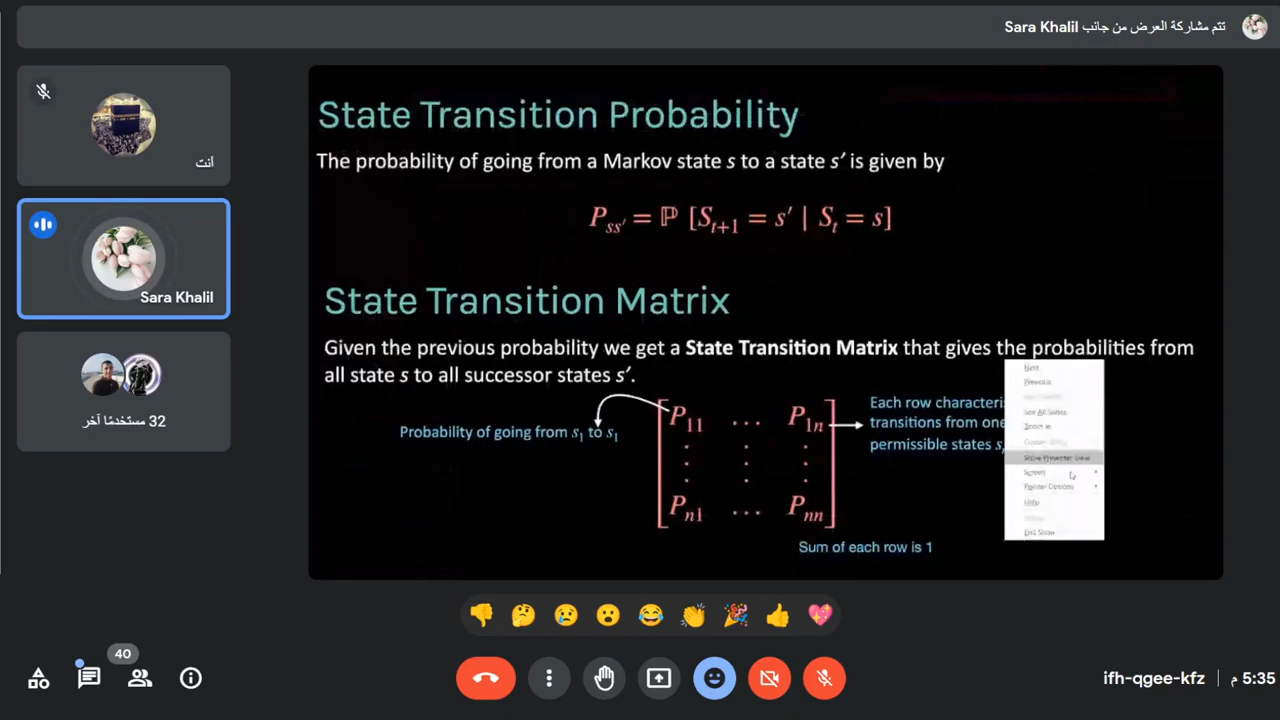 تتم مشاركة العرض من جانب Sara Khalil
انت
Sara Khalil
32 مستخدمًا آخر
State Transition Probability
The probability of going from a Markov state s to a state s′ is given by
Pss′ = ℙ [St+1 = s′ | St = s]
State Transition Matrix
Given the previous probability we get a State Transition Matrix that gives the probabilities from
all state s to all successor states s′.
Probability of going from s1 to s1
P11 ... P1n
Pn1 ... Pnn
Each row characteri
transitions from one
permissible states s,
Sum of each row is 1
Next
Previous
See All Slides
Zoom In
Show Presenter View
Screen
Pointer Options
Help
End Show
40
ifh-qgee-kfz
5:35 م